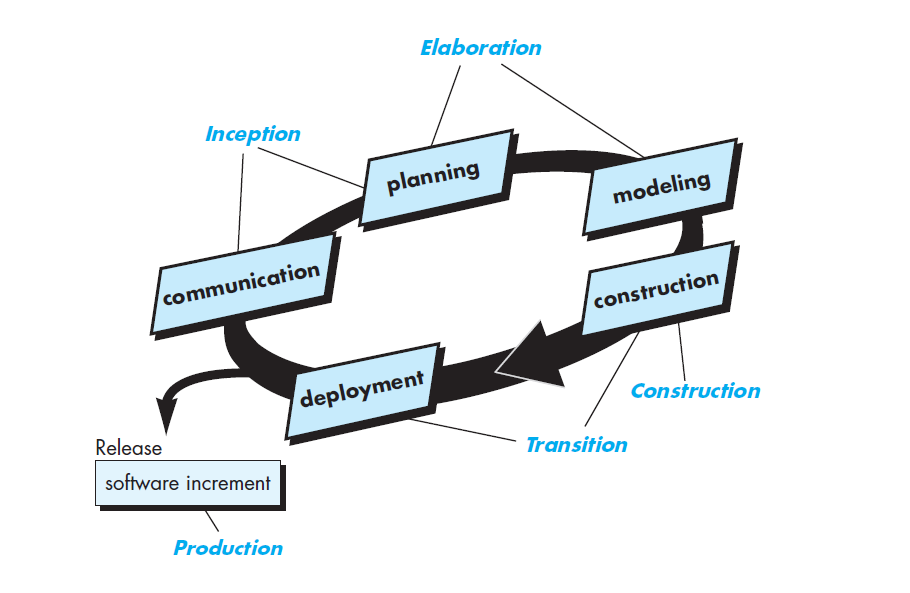 Elaboration
Inception
planning
modeling
communication
construction
deployment
Construction
Transition
Release
software increment
Production